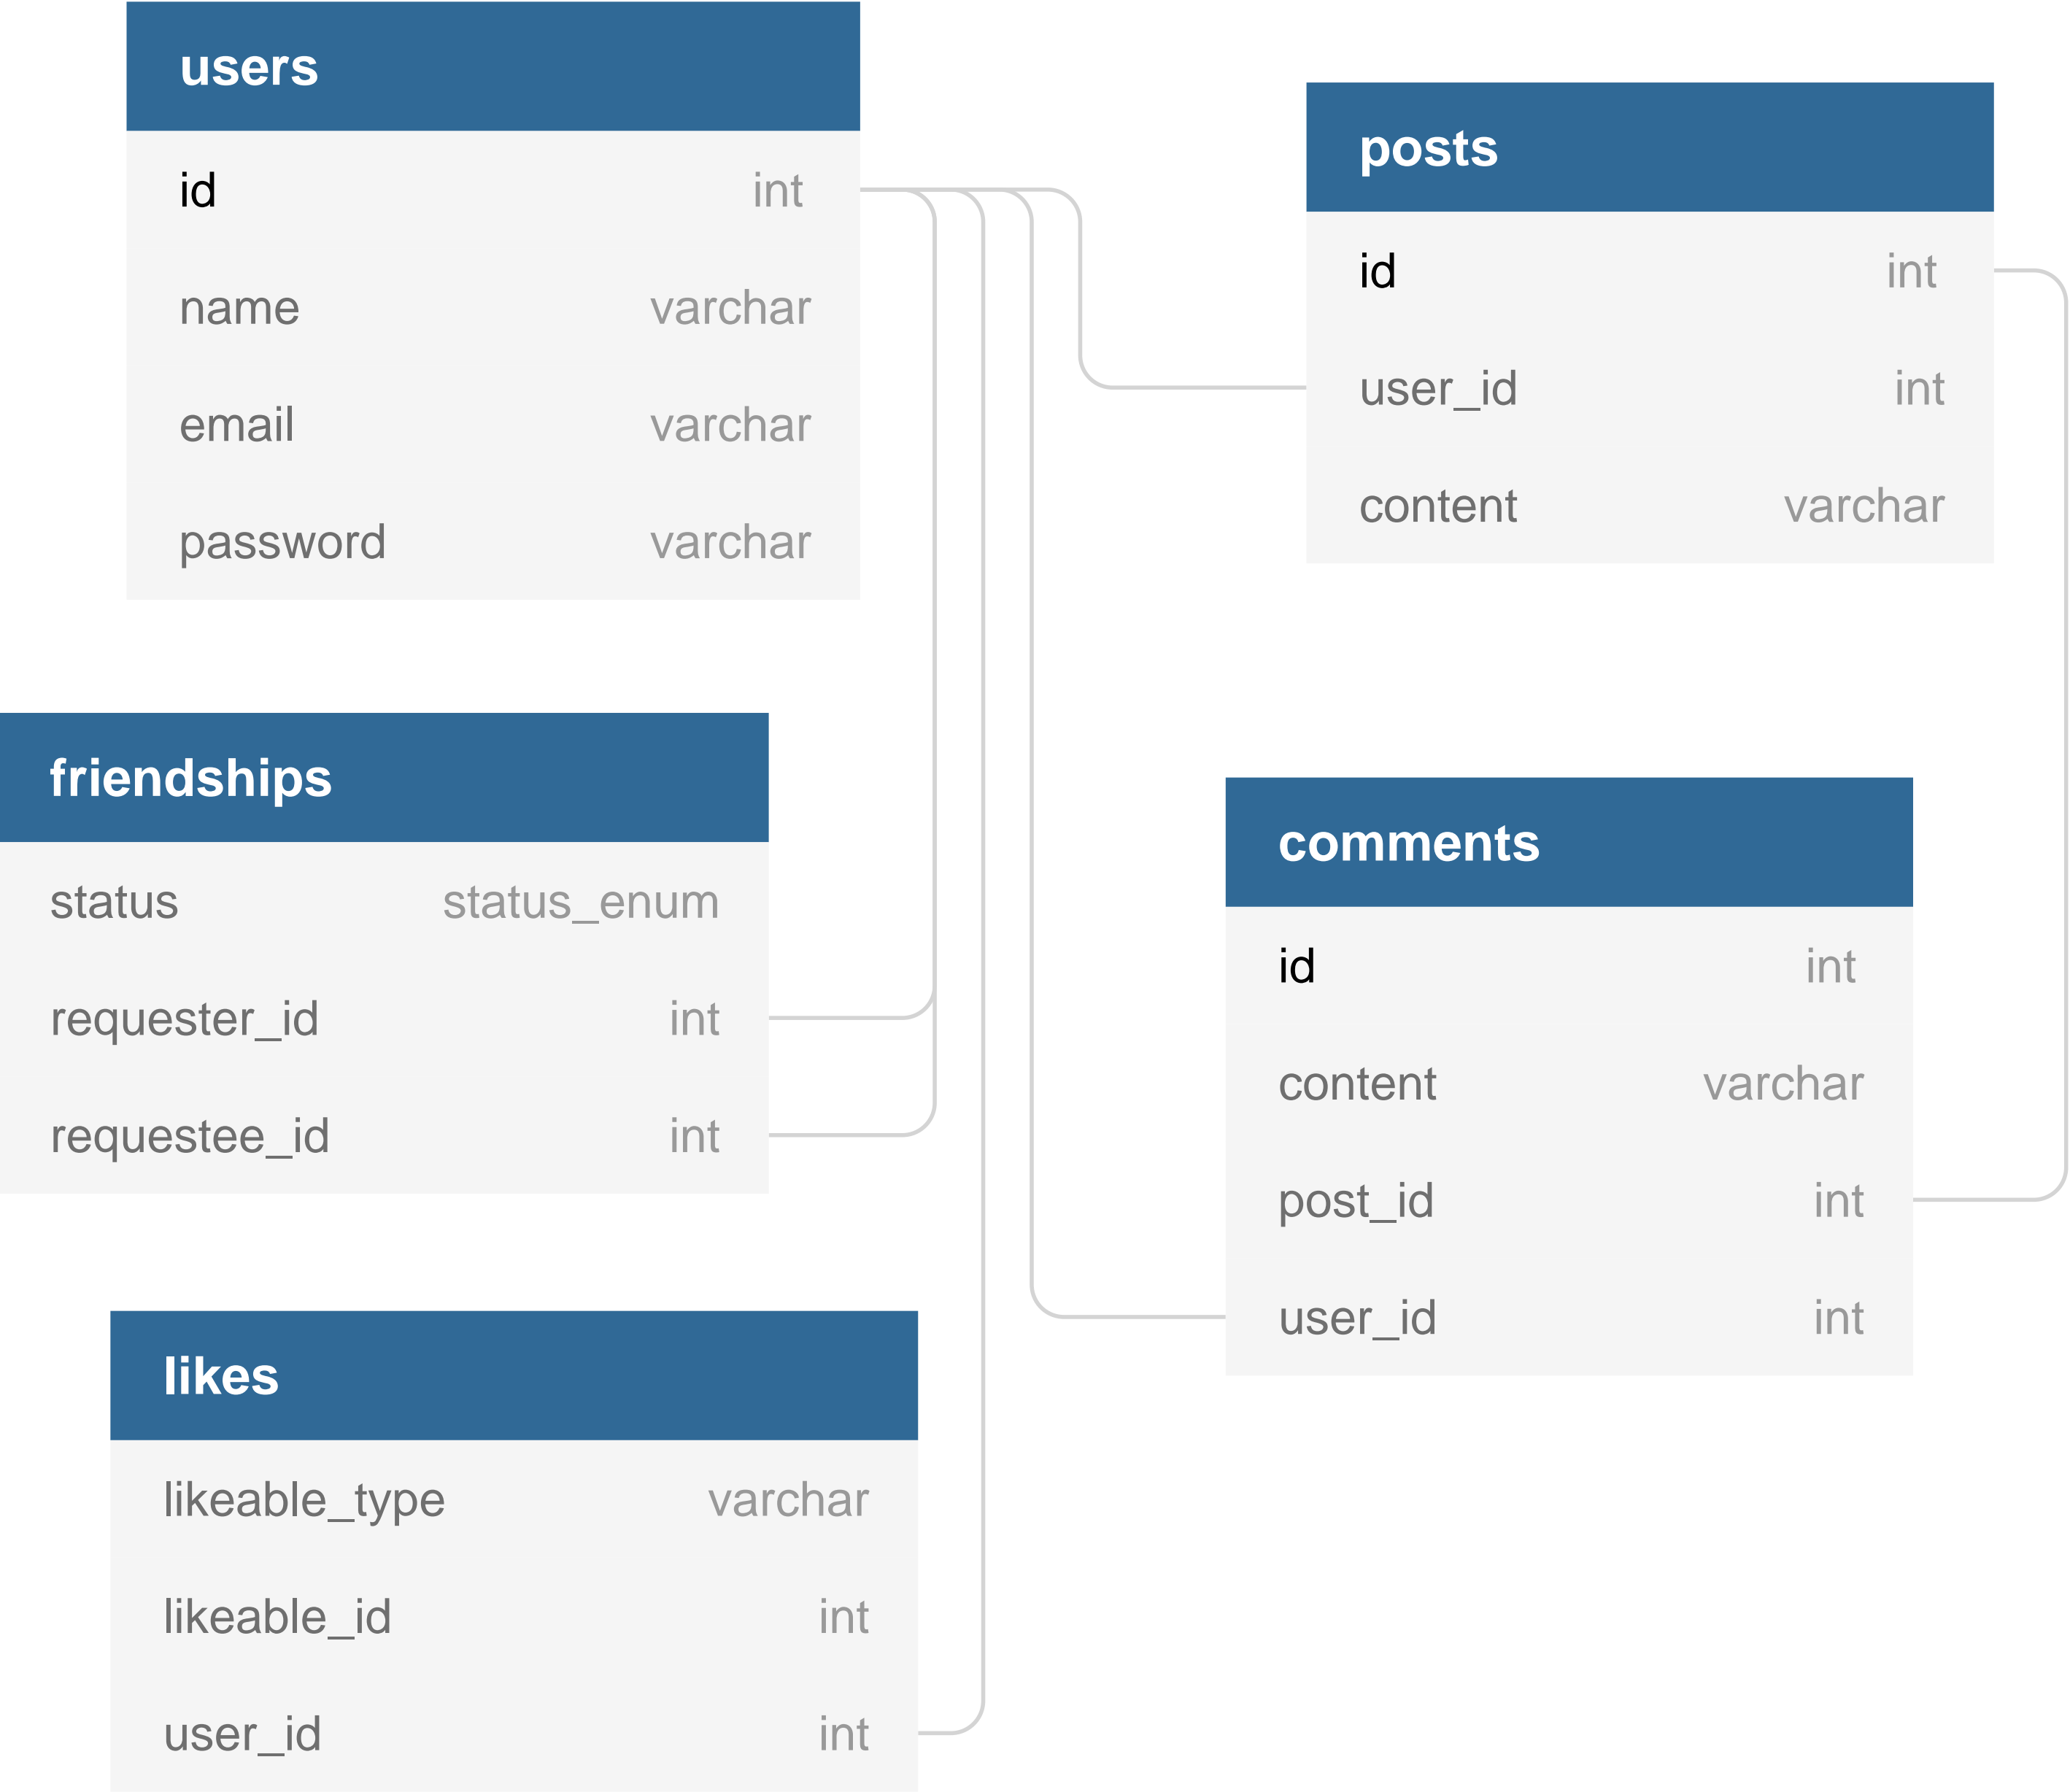 users
id int
name varchar
email varchar
password varchar
posts
id int
user_id int
content varchar
friendships
status status_enum
requester_id int
requestee_id int
comments
id int
content varchar
post_id int
user_id int
likes
likeable_type varchar
likeable_id int
user_id int